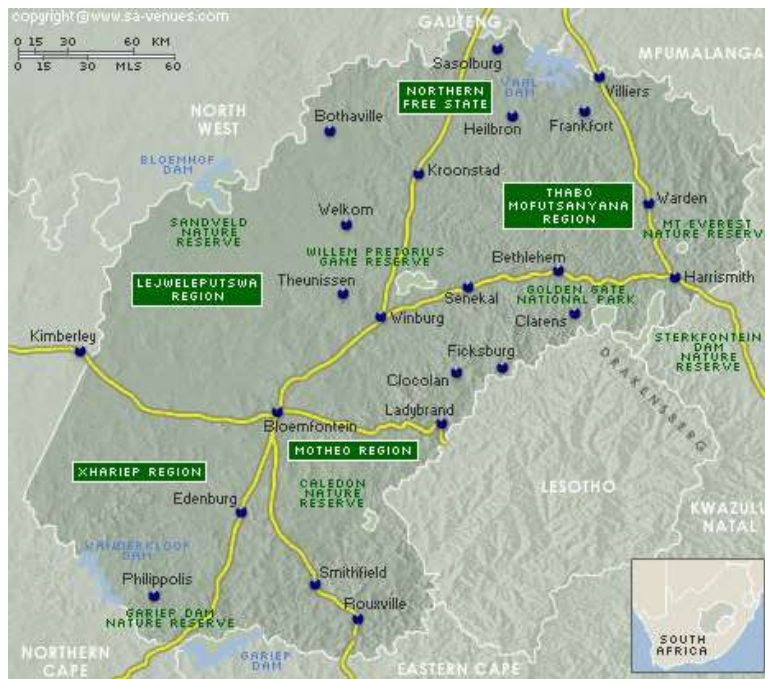 copyright@www.sa-venues.com
GAUTENG
0 15 30 60 KM
0 15 30 60
MLS
MPUMALANGA
Sasolburg
VAAL
DAM
Villiers
NORTHERN
FREE STATE
NORTH
WEST
Bothaville
Heilbron
Frankfort
BLOEMHOF
DAM
Kroonstad
THABO
MOFUTSANYANA
REGION
Warden
SANDVELD
NATURE
RESERVE
Welkom
MT EVEREST
NATURE RESERV
WILLEM PRETORIUS
GAME RESERVE
Bethlehem
LEJWELEPUTSWA
REGION
Theunissen
Harrismith
Senekal
GOLDEN GATE
NATIONAL PARK
Winburg
Clarens
Kimberley
STERKFONTEIN
DAM
NATURE
RESERVE
Ficksburg
DRAKENSBERG
Clocolan
Ladybrand
Bloemfontein
MOTHEO REGION
XHARIEP REGION
CALEDON
NATURE
RESERVE
LESOTHO
Edenburg
KWAZULU
NATAL
VANDERKLOOF
DAM
Philippolis
Smithfield
GARIEP DAM
NATURE RESERVE
Rouxville
NORTHERN
CAPE
GARIEP
DAM
EASTERN CAPE
SOUTH
AFRICA